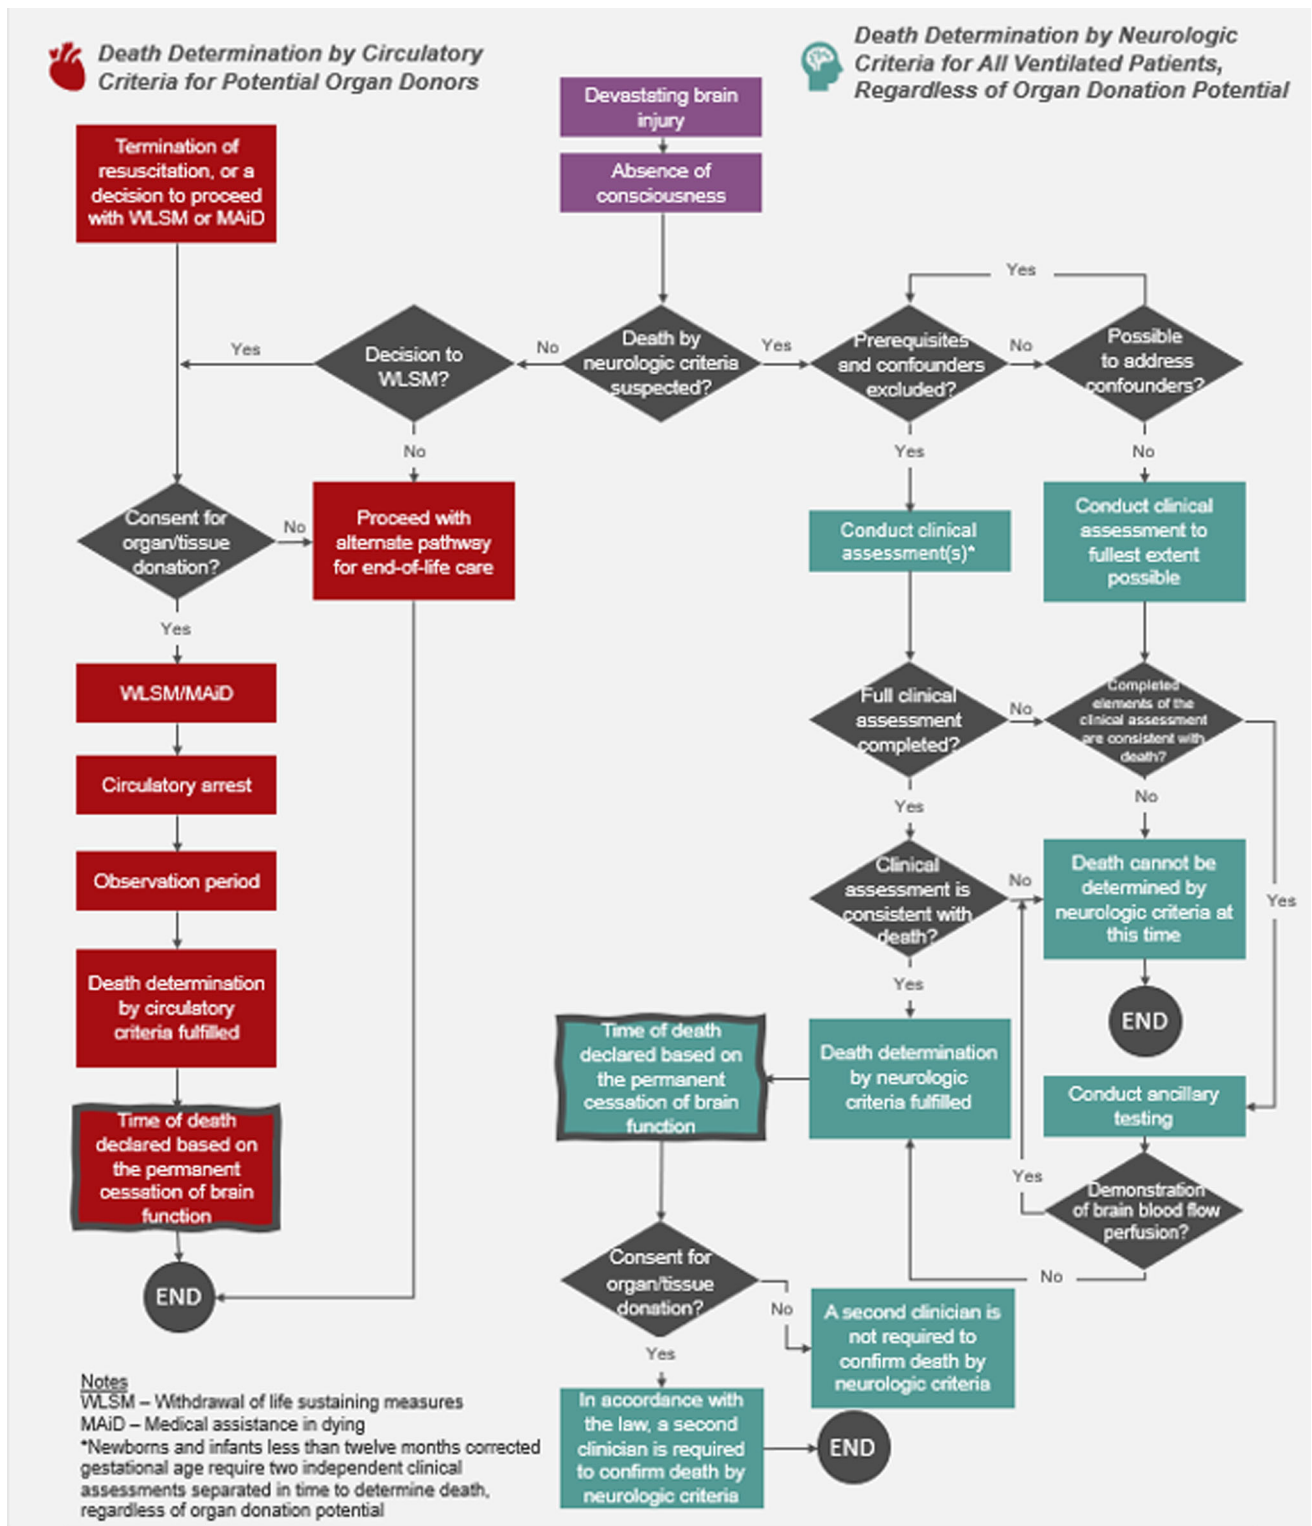 Death Determination by Circulatory
Criteria for Potential Organ Donors
Death Determination by Neurologic
Criteria for All Ventilated Patients,
Regardless of Organ Donation Potential
Devastating brain
injury
Absence of
consciousness
Termination of
resuscitation, or a
decision to proceed
with WLSM or MAiD
Yes
Decision to
WLSM?
No
Death by
neurologic criteria
suspected?
Yes
Prerequisites
and confounders
excluded?
No
Possible
to address
confounders?
Yes
No
Yes
No
Consent for
organ/tissue
donation?
No
Proceed with
alternate pathway
for end-of-life care
Conduct clinical
assessment(s)*
Conduct clinical
assessment to
fullest extent
possible
Yes
WLSM/MAiD
Full clinical
assessment
completed?
No
Completed
elements of the
clinical assessment
are consistent with
death?
Circulatory arrest
Yes
No
Observation period
Clinical
assessment is
consistent with
death?
No
Death cannot be
determined by
neurologic criteria at
this time
Yes
Yes
END
Death determination
by circulatory
criteria fulfilled
Time of death
declared based on
the permanent
cessation of brain
function
Death determination
by neurologic
criteria fulfilled
Conduct ancillary
testing
Time of death
declared based on
the permanent
cessation of brain
function
Yes
Demonstration
of brain blood flow
perfusion?
No
END
Consent for
organ/tissue
donation?
No
A second clinician is
not required to
confirm death by
neurologic criteria
Yes
In accordance with
the law, a second
clinician is required
to confirm death by
neurologic criteria
END
Notes
WLSM – Withdrawal of life sustaining measures
MAiD – Medical assistance in dying
*Newborns and infants less than twelve months corrected
gestational age require two independent clinical
assessments separated in time to determine death,
regardless of organ donation potential